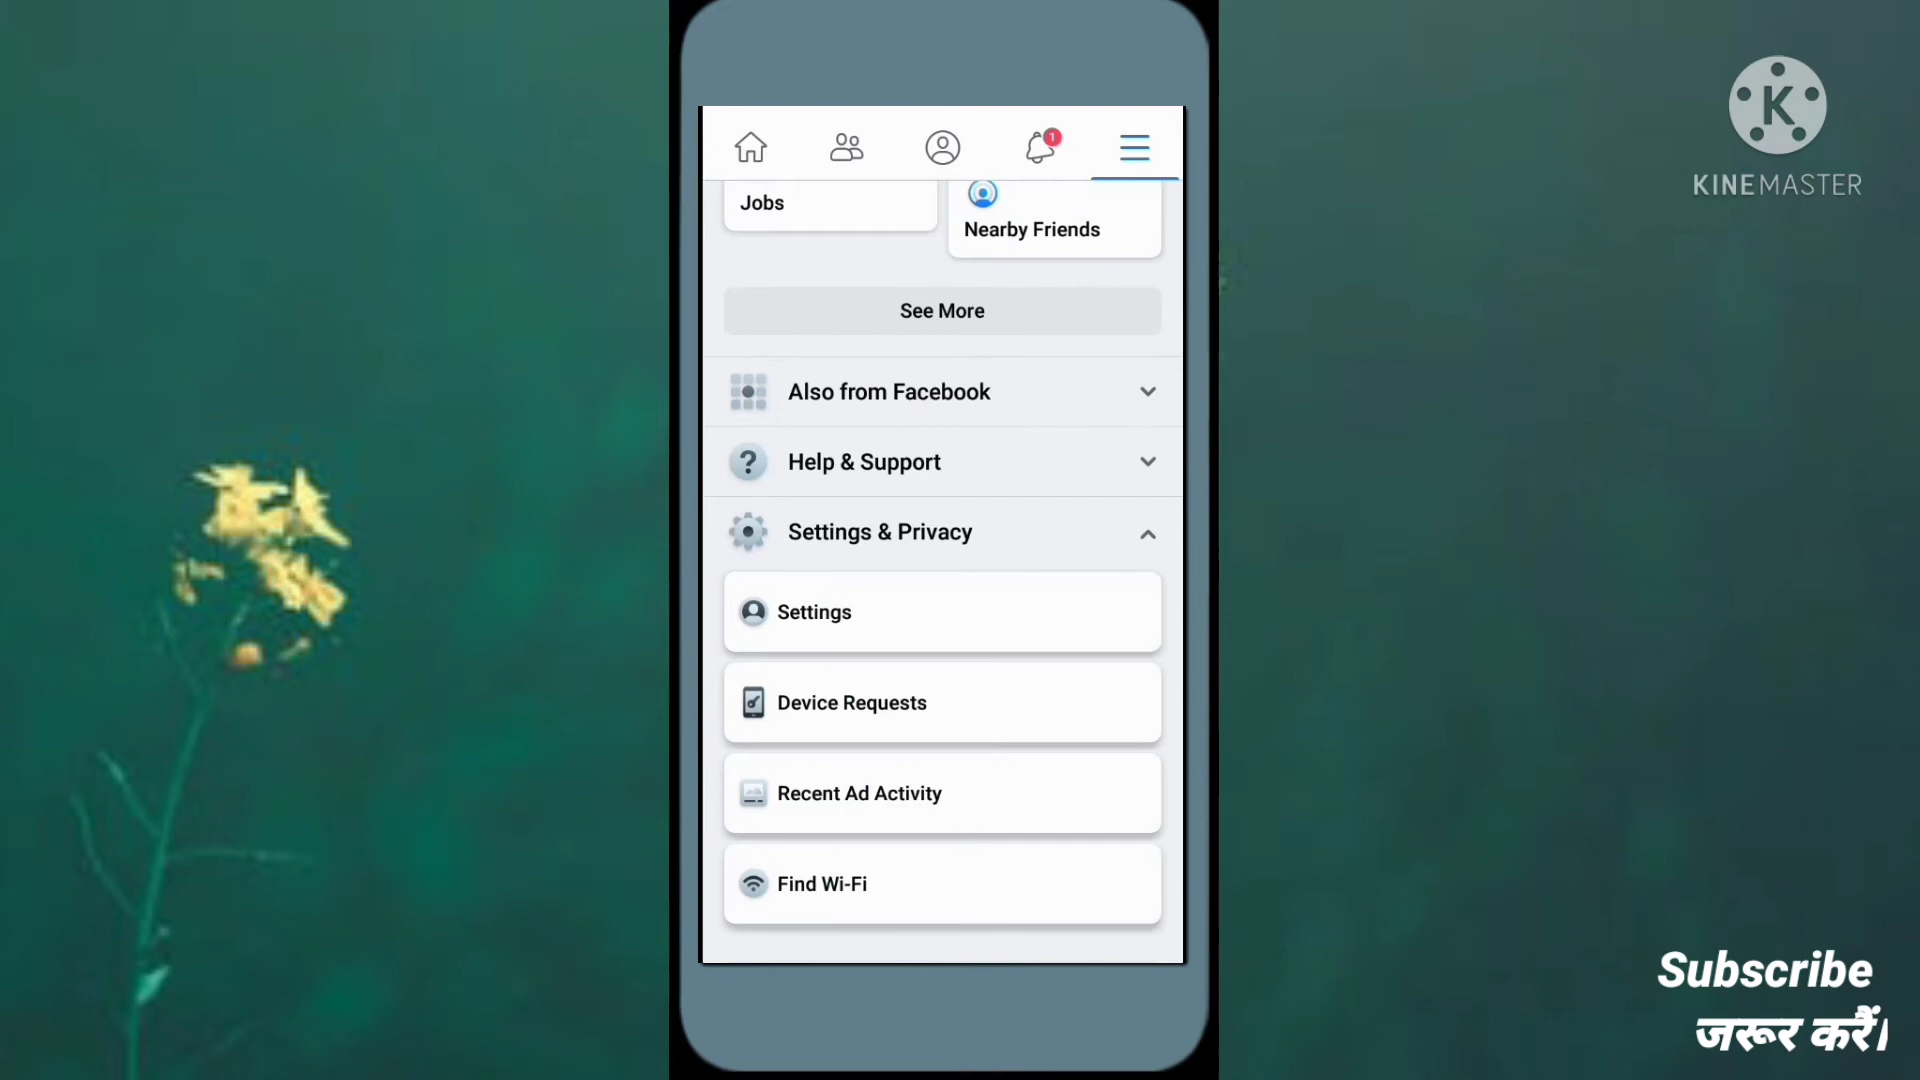 1
Jobs
Nearby Friends
See More
Also from Facebook
Help & Support
Settings & Privacy
Settings
Device Requests
Recent Ad Activity
Find Wi-Fi
K
KINEMASTER
Subscribe
जरूर करें।